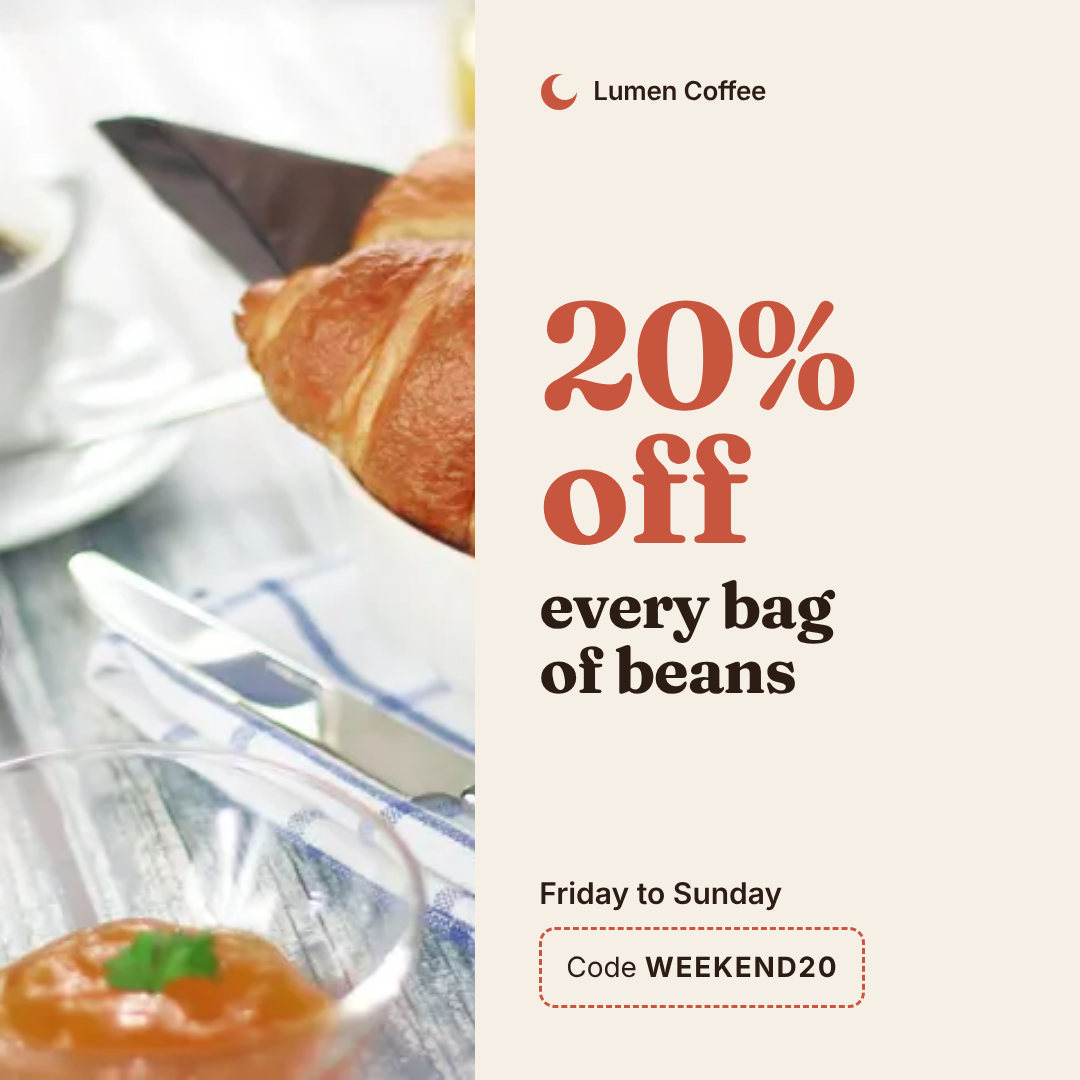 Lumen Coffee
20%
off
every bag
of beans
Friday to Sunday
Code WEEKEND20